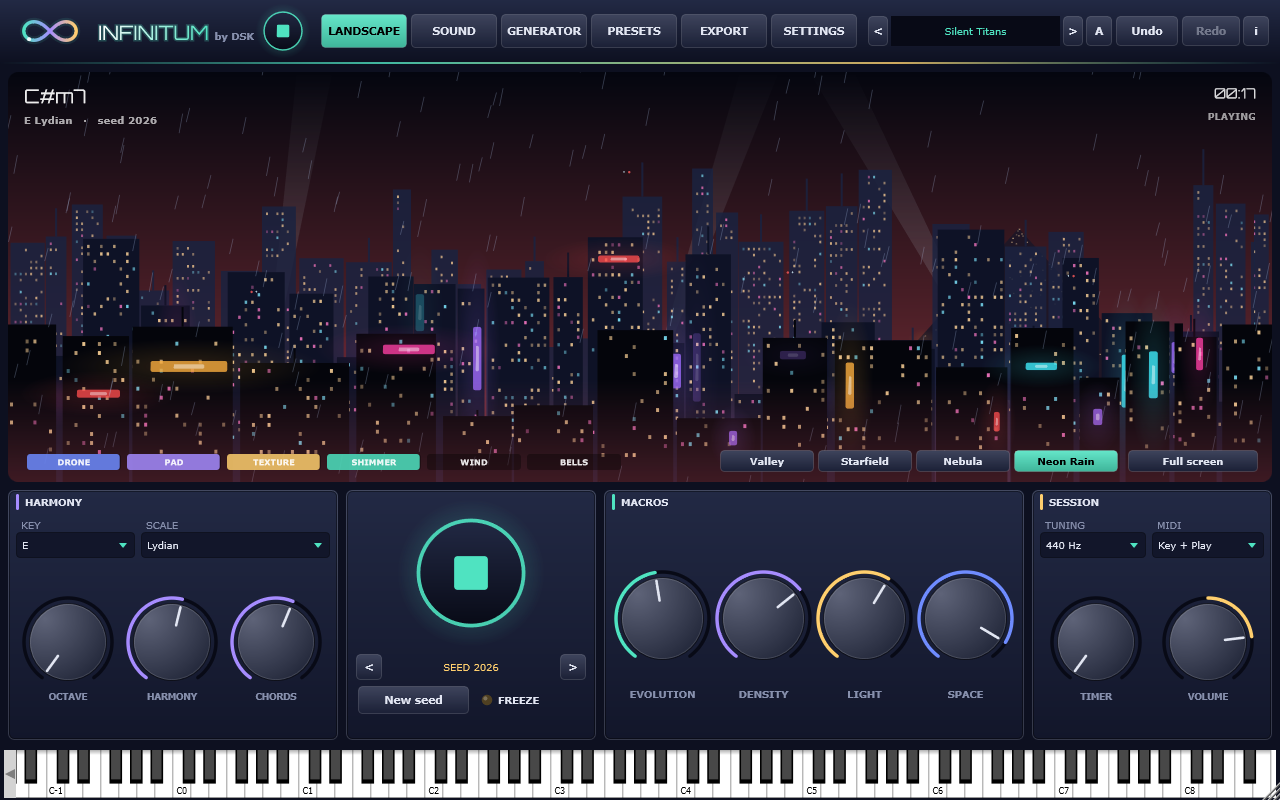 INFINITUM by DSK
LANDSCAPE
SOUND
GENERATOR
PRESETS
EXPORT
SETTINGS
<
Silent Titans
>
A
Undo
Redo
i
C#m7
E Lydian · seed 2026
00:17
PLAYING
DRONE
PAD
TEXTURE
SHIMMER
WIND
BELLS
Valley
Starfield
Nebula
Neon Rain
Full screen
HARMONY
KEY
SCALE
E
Lydian
OCTAVE
HARMONY
CHORDS
<
SEED 2026
>
New seed
FREEZE
MACROS
EVOLUTION
DENSITY
LIGHT
SPACE
SESSION
TUNING
MIDI
440 Hz
Key + Play
TIMER
VOLUME
C-1
C0
C1
C2
C3
C4
C5
C6
C7
C8